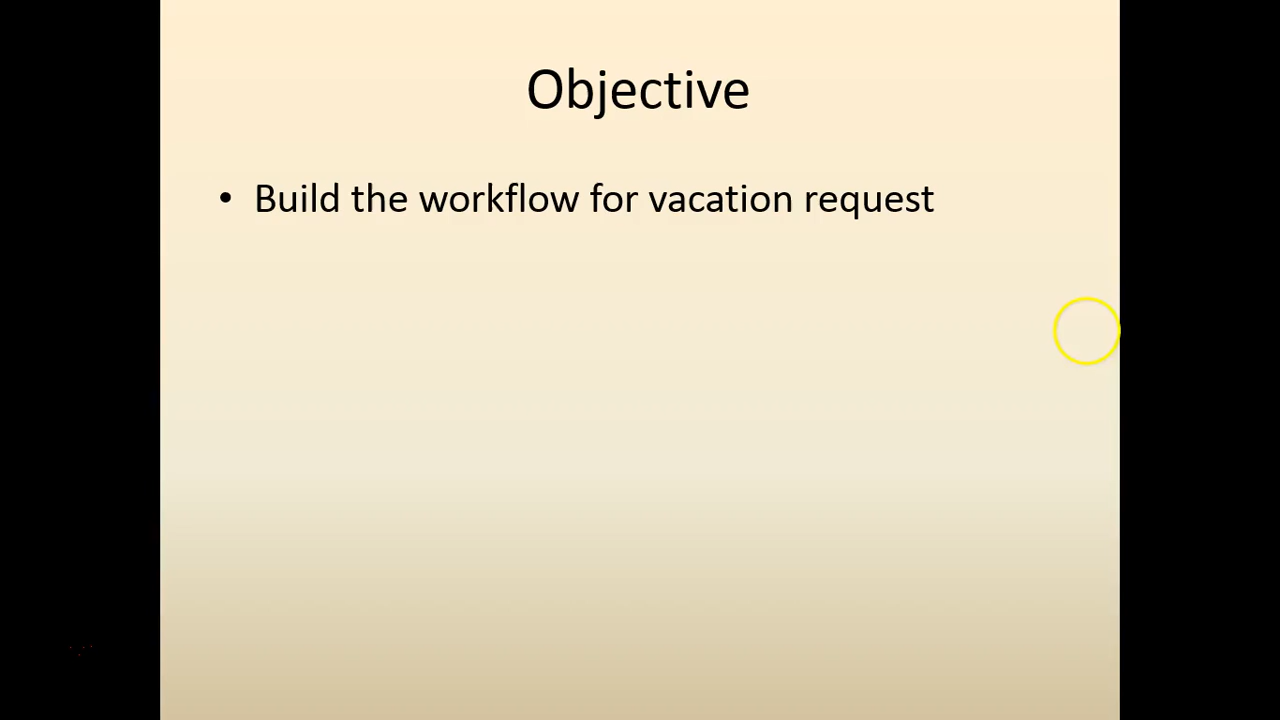 Objective
• Build the workflow for vacation request